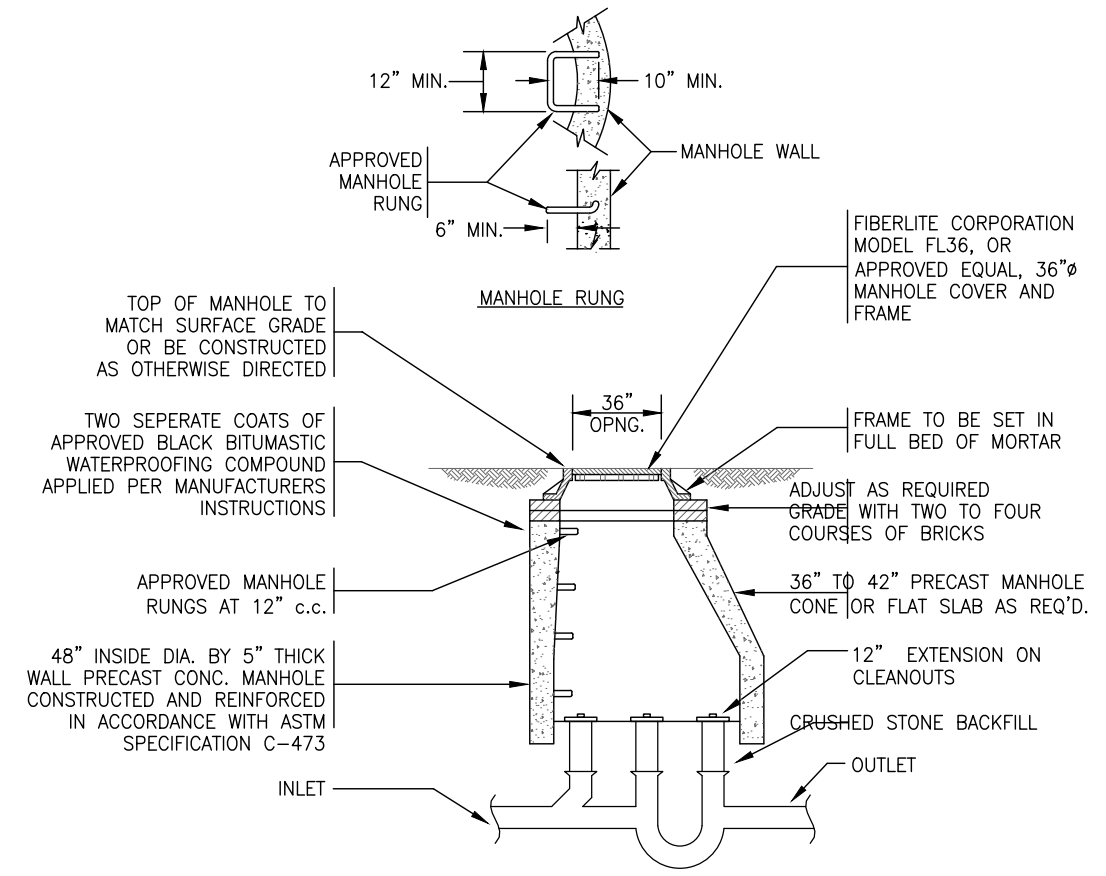 12" MIN.
10" MIN.
MANHOLE WALL
APPROVED
MANHOLE
RUNG
6" MIN.
MANHOLE RUNG
FIBERLITE CORPORATION
MODEL FL36, OR
APPROVED EQUAL, 36"ø
MANHOLE COVER AND
FRAME
TOP OF MANHOLE TO
MATCH SURFACE GRADE
OR BE CONSTRUCTED
AS OTHERWISE DIRECTED
36"
OPNG.
TWO SEPERATE COATS OF
APPROVED BLACK BITUMASTIC
WATERPROOFING COMPOUND
APPLIED PER MANUFACTURERS
INSTRUCTIONS
FRAME TO BE SET IN
FULL BED OF MORTAR
ADJUST AS REQUIRED
GRADE WITH TWO TO FOUR
COURSES OF BRICKS
APPROVED MANHOLE
RUNGS AT 12" c.c.
36" TO 42" PRECAST MANHOLE
CONE OR FLAT SLAB AS REQ'D.
48" INSIDE DIA. BY 5" THICK
WALL PRECAST CONC. MANHOLE
CONSTRUCTED AND REINFORCED
IN ACCORDANCE WITH ASTM
SPECIFICATION C-473
12" EXTENSION ON
CLEANOUTS
CRUSHED STONE BACKFILL
INLET
OUTLET